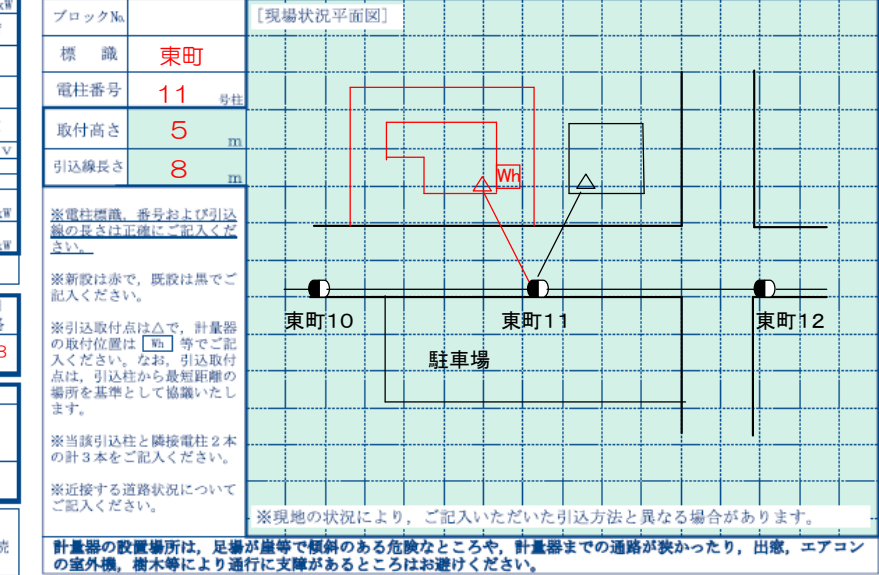 kW
V
kW
kW
3
続
ブロックNo.
標 識 東町
電柱番号 11 号柱
取付高さ 5 m
引込線長さ 8 m
※電柱標識，番号および引込
線の長さは正確にご記入くだ
さい。
※新設は赤で，既設は黒でご
記入ください。
※引込取付点は△で，計量器
の取付位置は Wh 等でご記
入ください。なお，引込取付
点は，引込柱から最短距離の
場所を基準として協議いたし
ます。
※当該引込柱と隣接電柱２本
の計３本をご記入ください。
※近接する道路状況について
ご記入ください。
［現場状況平面図］
Wh
東町10
東町11
東町12
駐車場
※現地の状況により，ご記入いただいた引込方法と異なる場合があります。
計量器の設置場所は，足場が崖等で傾斜のある危険なところや，計量器までの通路が狭かったり，出窓，エアコン
の室外機，樹木等により通行に支障があるところはお避けください。